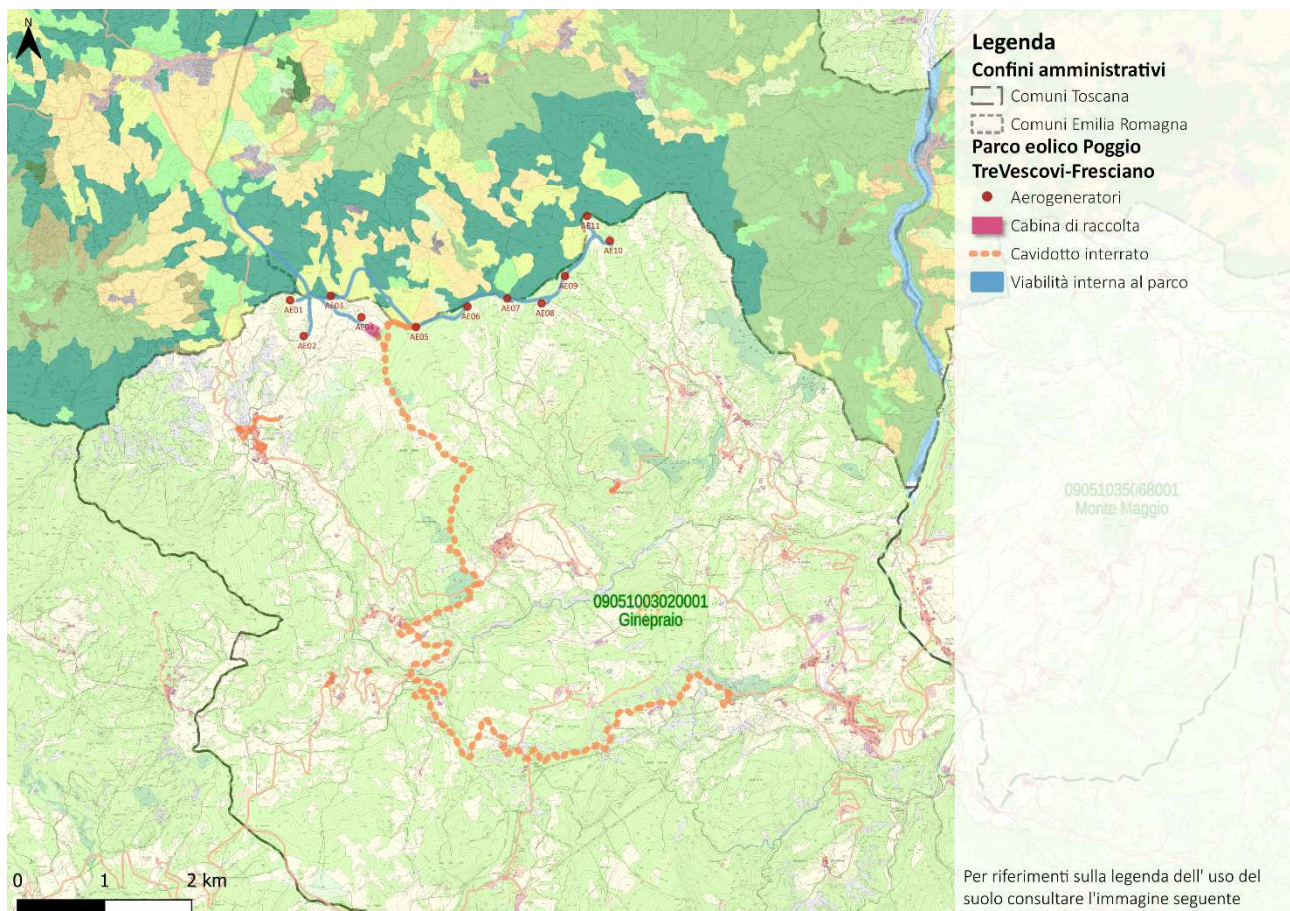 N
Legenda
Confini amministrativi
Comuni Toscana
Comuni Emilia Romagna
Parco eolico Poggio
TreVescovi-Fresciano
Aerogeneratori
Cabina di raccolta
Cavidotto interrato
Viabilità interna al parco
AE11
AE10
AE09
AE01
AE03
AE07
AE08
AE06
AE04
AE05
AE02
09051035068001
Monte Maggio
09051003020001
Ginepraio
0 1 2 km
Per riferimenti sulla legenda dell' uso del
suolo consultare l'immagine seguente